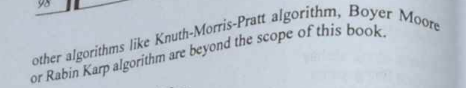 98
other algorithms like Knuth-Morris-Pratt algorithm, Boyer Moore
or Rabin Karp algorithm are beyond the scope of this book.